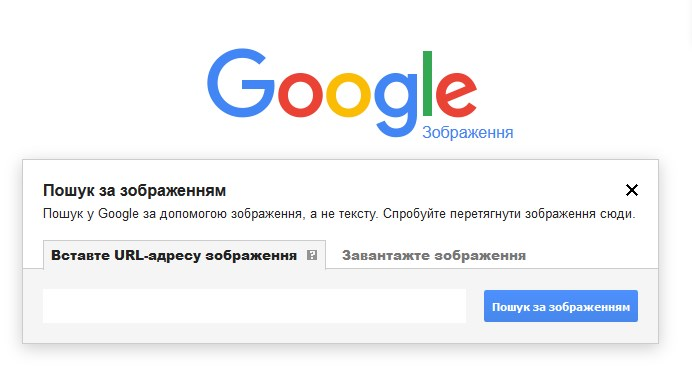 Google
Зображення
Пошук за зображенням
Пошук у Google за допомогою зображення, а не тексту. Спробуйте перетягнути зображення сюди.
Вставте URL-адресу зображення ? Завантажте зображення
Пошук за зображенням